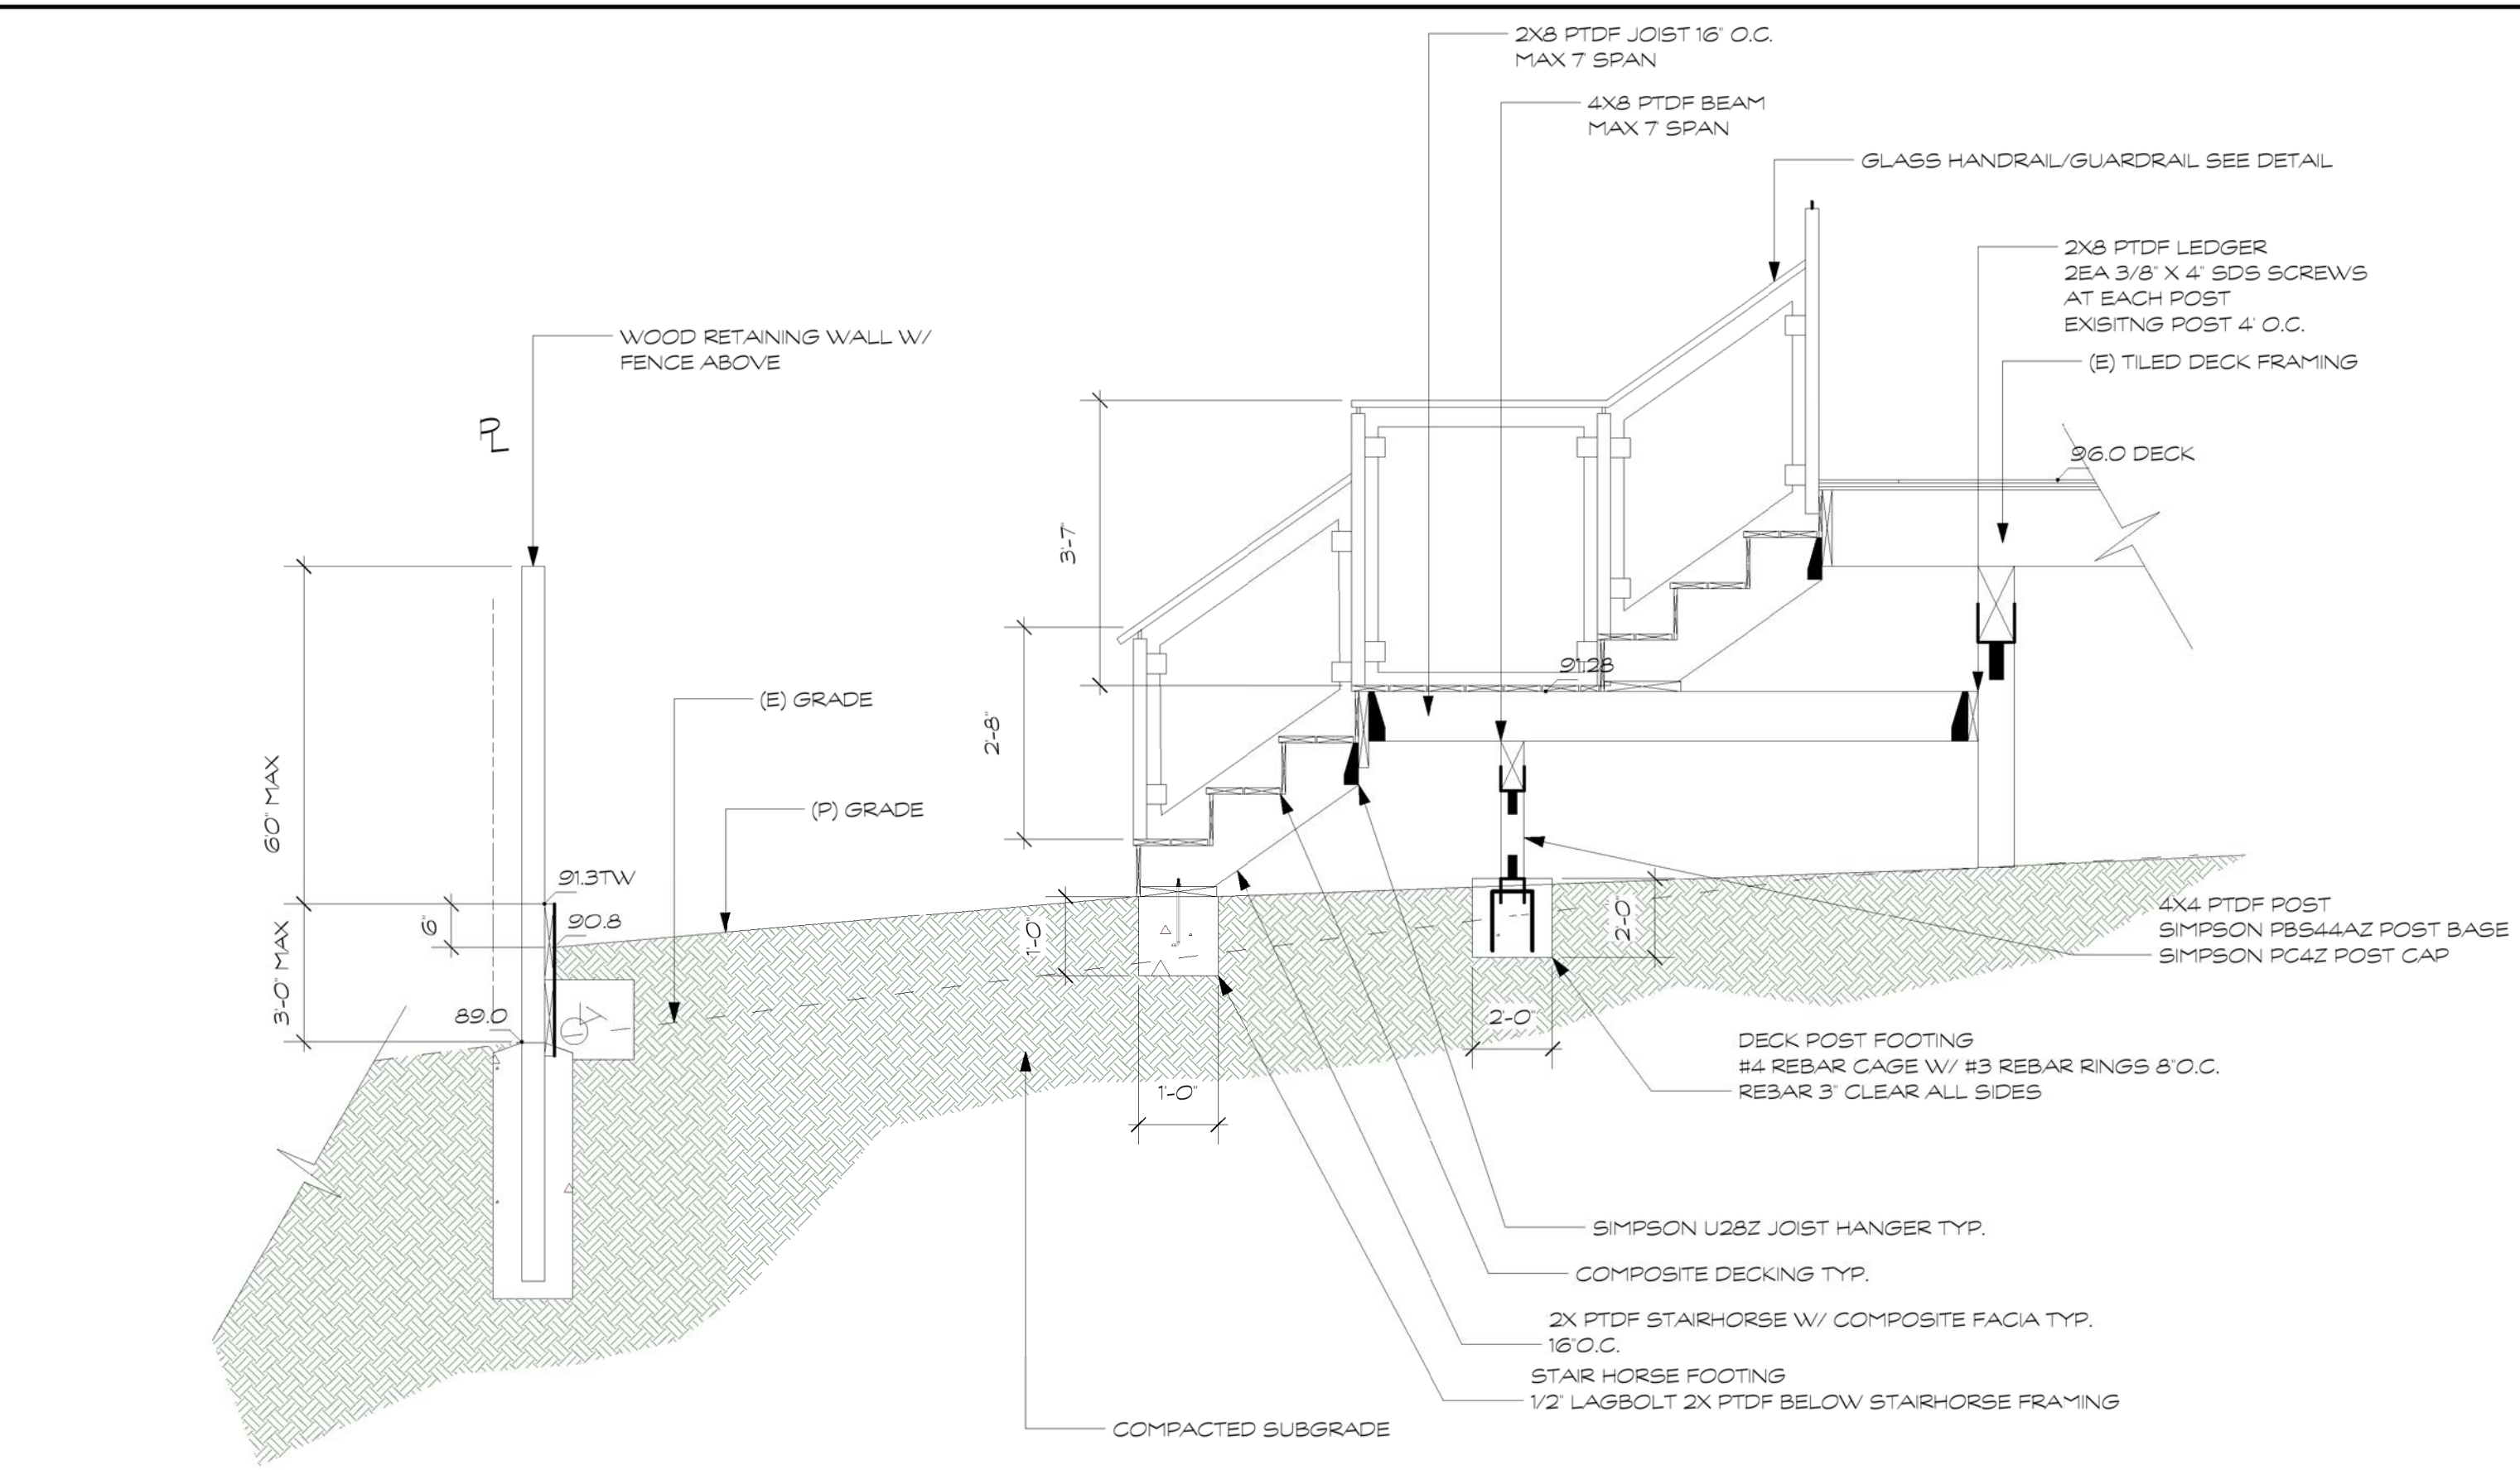 2X8 PTDF JOIST 16" O.C.
MAX 7' SPAN
4X8 PTDF BEAM
MAX 7' SPAN
GLASS HANDRAIL/GUARDRAIL SEE DETAIL
2X8 PTDF LEDGER
2EA 3/8" X 4" SDS SCREWS
AT EACH POST
EXISITNG POST 4' O.C.
(E) TILED DECK FRAMING
WOOD RETAINING WALL W/
FENCE ABOVE
PL
96.0 DECK
3'-7"
91.28
(E) GRADE
2'-8"
(P) GRADE
6'0" MAX
91.3TW
6"
90.8
3'-0" MAX
89.0
1'-0"
1'-0"
2'-0"
2'-0"
4X4 PTDF POST
SIMPSON PBS44AZ POST BASE
SIMPSON PC4Z POST CAP
DECK POST FOOTING
#4 REBAR CAGE W/ #3 REBAR RINGS 8"O.C.
REBAR 3" CLEAR ALL SIDES
SIMPSON U28Z JOIST HANGER TYP.
COMPOSITE DECKING TYP.
2X PTDF STAIRHORSE W/ COMPOSITE FACIA TYP.
16"O.C.
STAIR HORSE FOOTING
1/2" LAGBOLT 2X PTDF BELOW STAIRHORSE FRAMING
COMPACTED SUBGRADE